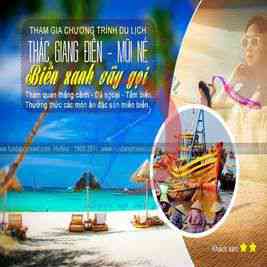 THAM GIA CHƯƠNG TRÌNH DU LỊCH
THÁC GIANG ĐIỀN - MŨI NÉ
Biển xanh vẫy gọi
Tham quan thắng cảnh - Dã ngoại - Tắm biển.
Thưởng thức các món ăn đặc sản miền biển.
Khách sạn